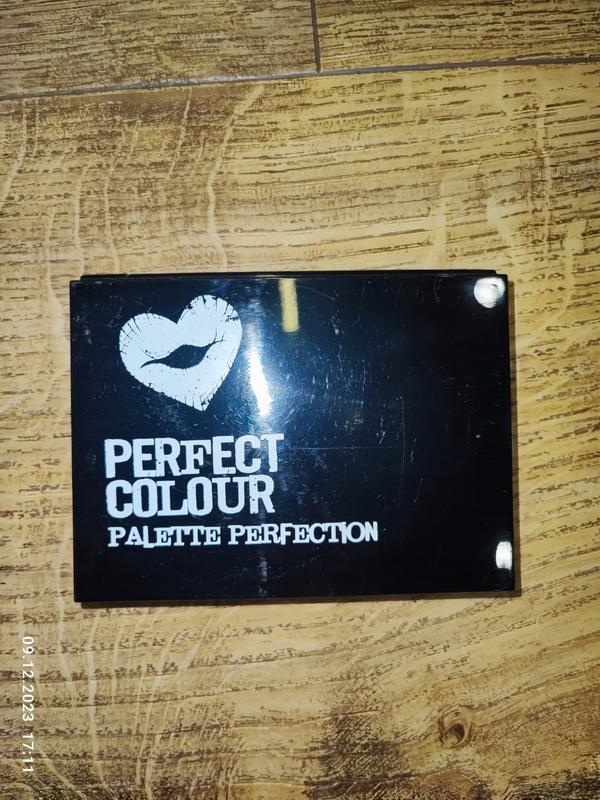 PERFECT
COLOUR
PALETTE PERFECTION
09.12.2023 17:11